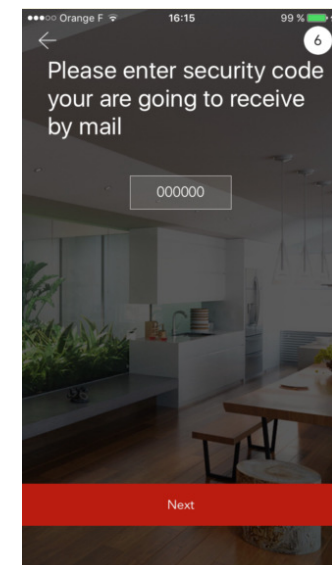 ●●●○○ Orange F 16:15 99 %
6
Please enter security code
your are going to receive
by mail
000000
Next